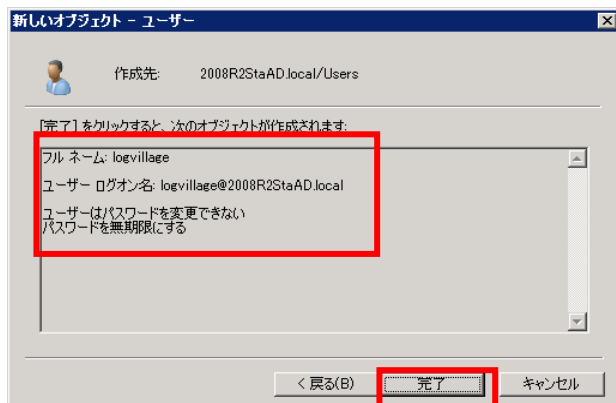 新しいオブジェクト - ユーザー
作成先: 2008R2StaAD.local/Users
[完了] をクリックすると、次のオブジェクトが作成されます:
フル ネーム: logvillage
ユーザー ログオン名: logvillage@2008R2StaAD.local
ユーザーはパスワードを変更できない
パスワードを無期限にする
< 戻る(B) 完了 キャンセル